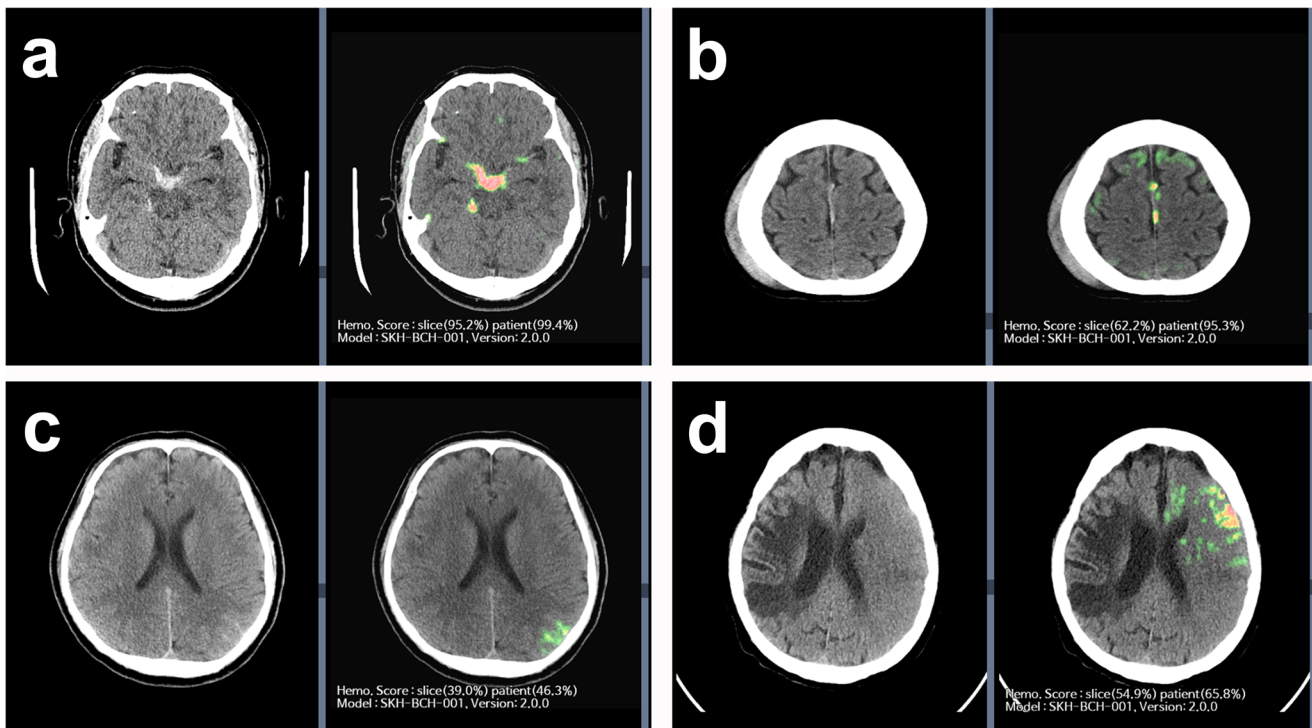 a
Hemo. Score : slice(95.2%) patient(99.4%)
Model : SKH-BCH-001, Version: 2.0.0
b
Hemo. Score : slice(62.2%) patient(95.3%)
Model : SKH-BCH-001, Version: 2.0.0
c
Hemo. Score : slice(39.0%) patient(46.3%)
Model : SKH-BCH-001, Version: 2.0.0
d
Hemo. Score : slice(54.9%) patient(65.8%)
Model : SKH-BCH-001, Version: 2.0.0